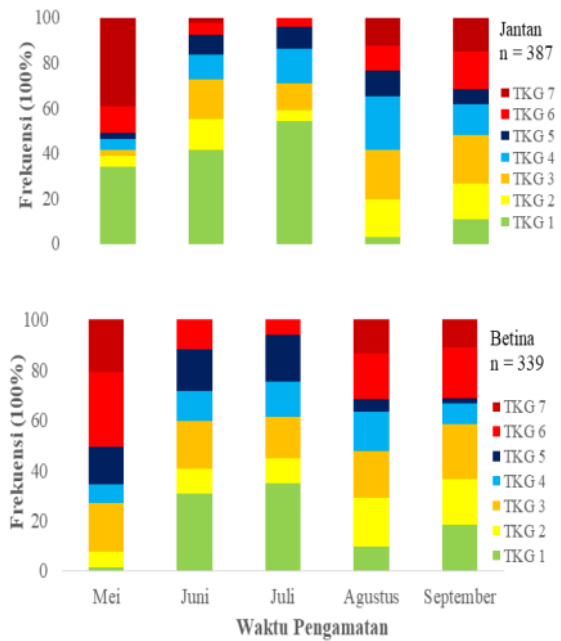 100
80
60
40
20
0
Frekuensi (100%)
Jantan
n = 387
TKG 7
TKG 6
TKG 5
TKG 4
TKG 3
TKG 2
TKG 1
100
80
60
40
20
0
Frekuensi (100%)
Betina
n = 339
TKG 7
TKG 6
TKG 5
TKG 4
TKG 3
TKG 2
TKG 1
Mei Juni Juli Agustus September
Waktu Pengamatan